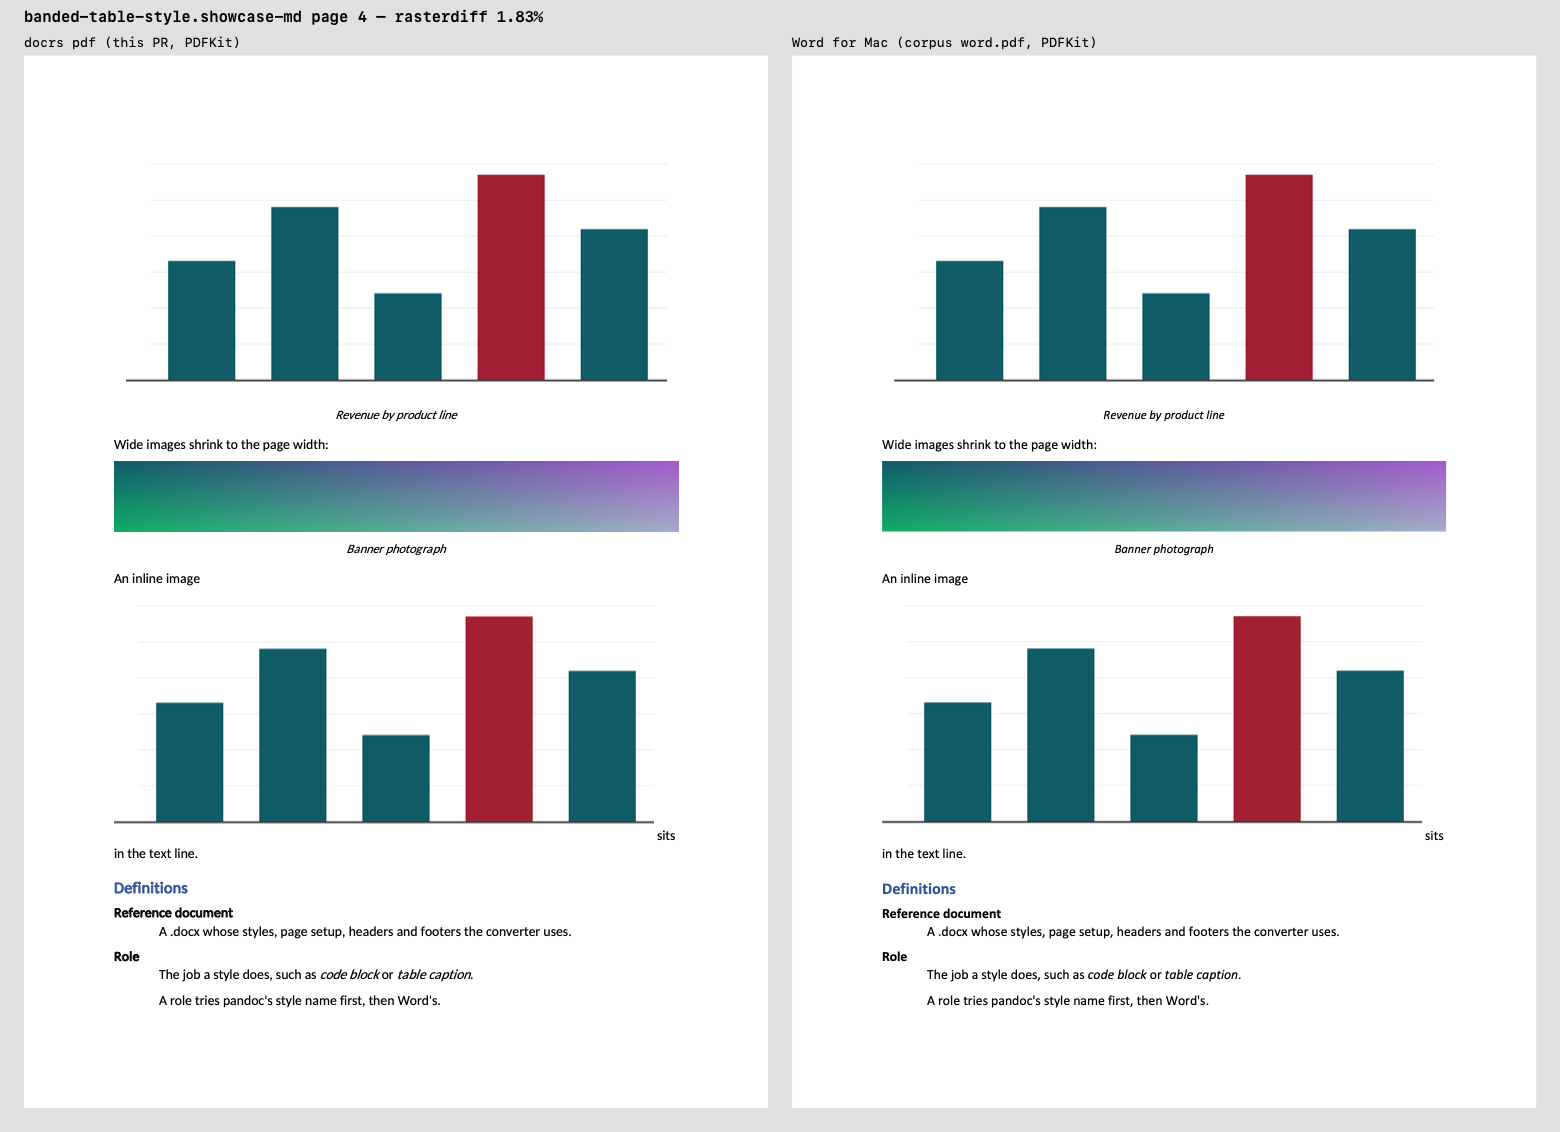 banded-table-style.showcase-md page 4 — rasterdiff 1.83%
docrs pdf (this PR, PDFKit)
Revenue by product line
Wide images shrink to the page width:
Banner photograph
An inline image
sits
in the text line.
Definitions
Reference document
A .docx whose styles, page setup, headers and footers the converter uses.
Role
The job a style does, such as code block or table caption.
A role tries pandoc's style name first, then Word's.
Word for Mac (corpus word.pdf, PDFKit)
Revenue by product line
Wide images shrink to the page width:
Banner photograph
An inline image
sits
in the text line.
Definitions
Reference document
A .docx whose styles, page setup, headers and footers the converter uses.
Role
The job a style does, such as code block or table caption.
A role tries pandoc's style name first, then Word's.